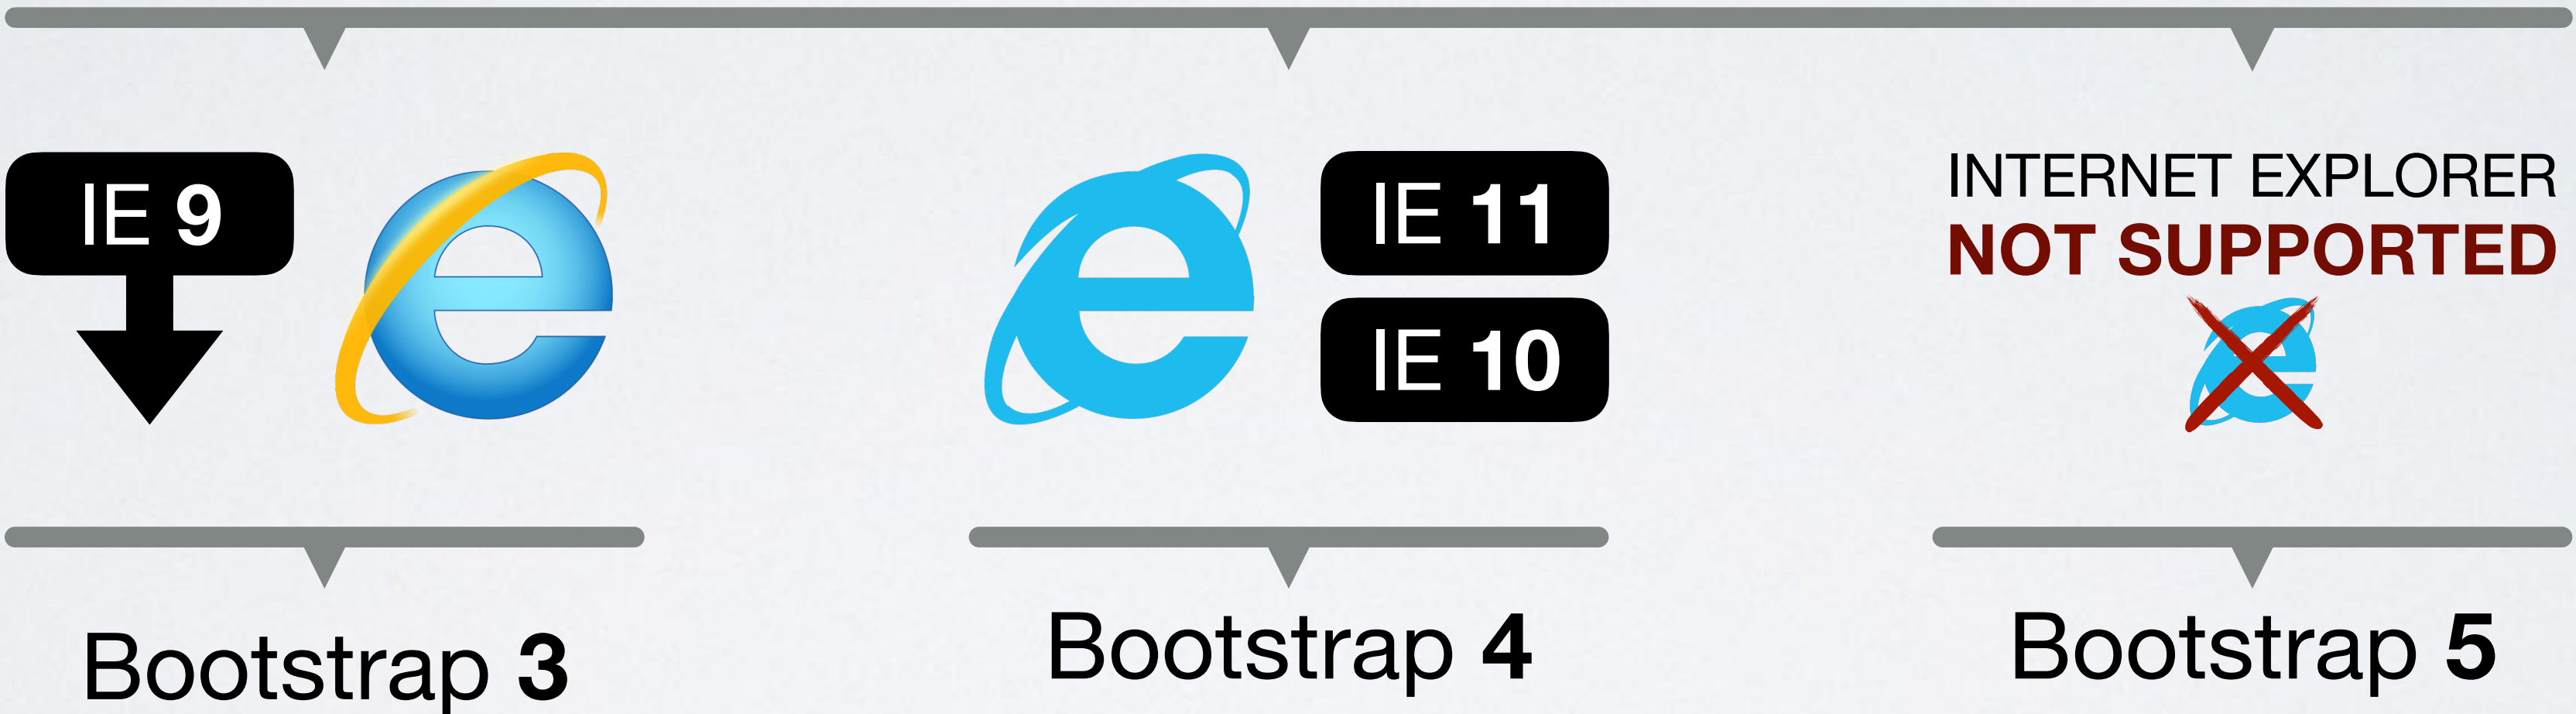 IE 9
Bootstrap 3
IE 11
IE 10
Bootstrap 4
INTERNET EXPLORER
NOT SUPPORTED
Bootstrap 5